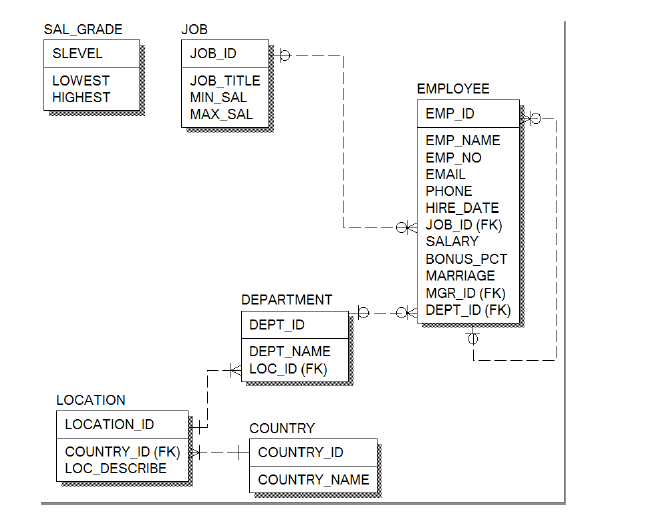 SAL_GRADE
SLEVEL
LOWEST
HIGHEST
JOB
JOB_ID
JOB_TITLE
MIN_SAL
MAX_SAL
EMPLOYEE
EMP_ID
EMP_NAME
EMP_NO
EMAIL
PHONE
HIRE_DATE
JOB_ID (FK)
SALARY
BONUS_PCT
MARRIAGE
MGR_ID (FK)
DEPT_ID (FK)
DEPARTMENT
DEPT_ID
DEPT_NAME
LOC_ID (FK)
LOCATION
LOCATION_ID
COUNTRY_ID (FK)
LOC_DESCRIBE
COUNTRY
COUNTRY_ID
COUNTRY_NAME